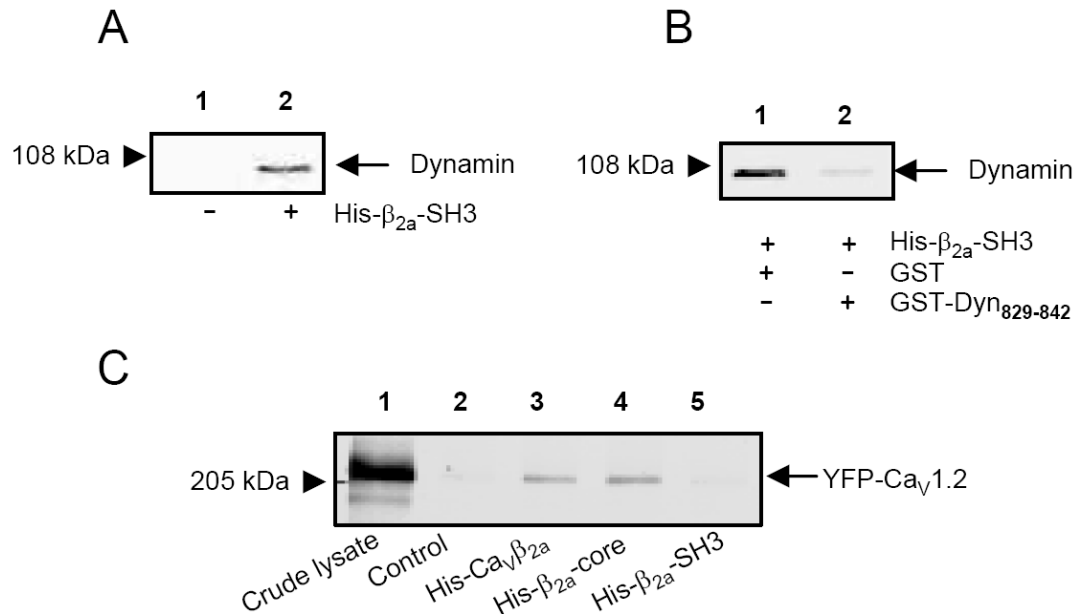 A
1 2
108 kDa Dynamin
- + His-β2a-SH3
B
1 2
108 kDa Dynamin
+ + His-β2a-SH3
+ - GST
- + GST-Dyn829-842
C
1 2 3 4 5
205 kDa YFP-CaV1.2
Crude lysate
Control
His-CaVβ2a
His-β2a-core
His-β2a-SH3